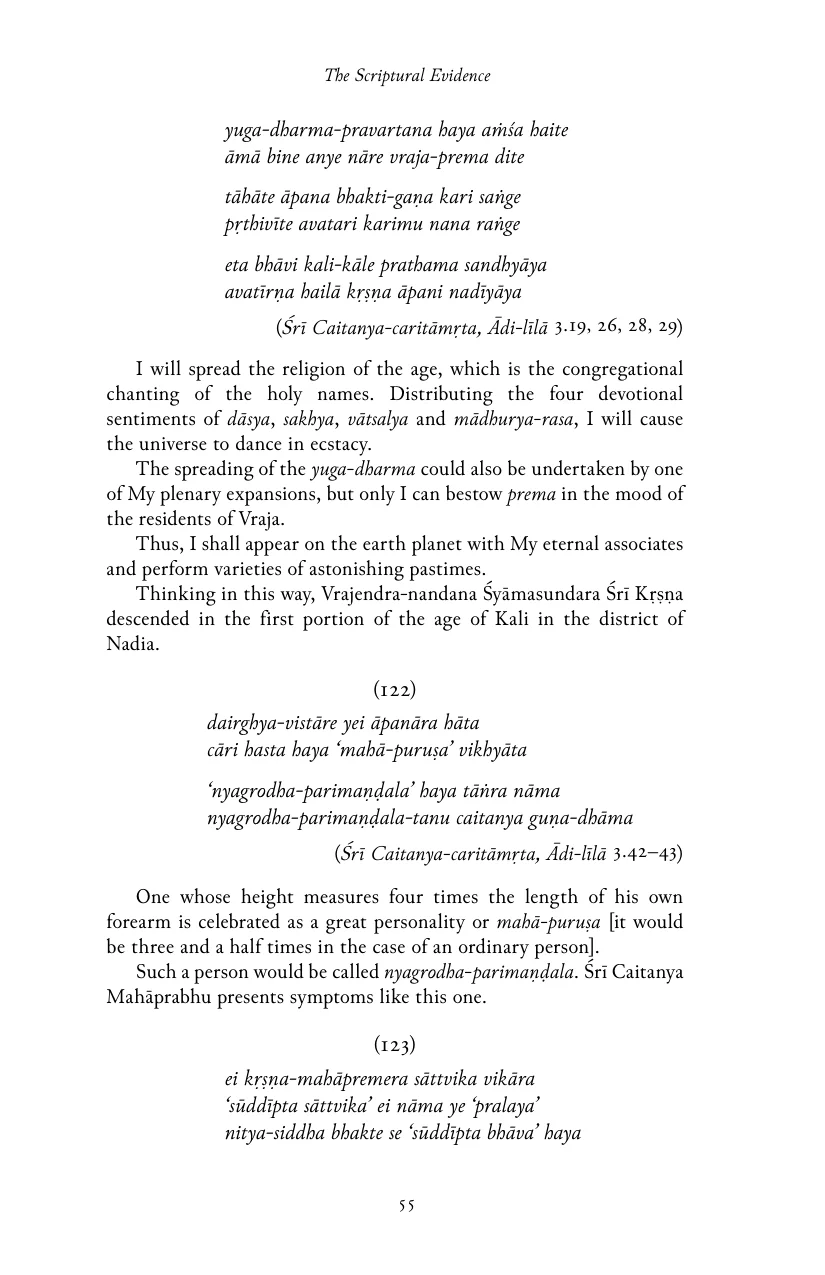 The Scriptural Evidence
yuga-dharma-pravartana haya aṁśa haite
āmā bine anye nāre vraja-prema dite
tāhāte āpana bhakti-gaṇa kari saṅge
pṛthivīte avatari karimu nana raṅge
eta bhāvi kali-kāle prathama sandhyāya
avatīrṇa hailā kṛṣṇa āpani nadīyāya
(Śrī Caitanya-caritāmṛta, Ādi-līlā 3.19, 26, 28, 29)
I will spread the religion of the age, which is the congregational
chanting of the holy names. Distributing the four devotional
sentiments of dāsya, sakhya, vātsalya and mādhurya-rasa, I will cause
the universe to dance in ecstacy.
The spreading of the yuga-dharma could also be undertaken by one
of My plenary expansions, but only I can bestow prema in the mood of
the residents of Vraja.
Thus, I shall appear on the earth planet with My eternal associates
and perform varieties of astonishing pastimes.
Thinking in this way, Vrajendra-nandana Śyāmasundara Śrī Kṛṣṇa
descended in the first portion of the age of Kali in the district of
Nadia.
(122)
dairghya-vistāre yei āpanāra hāta
cāri hasta haya ‘mahā-puruṣa’ vikhyāta
‘nyagrodha-parimaṇḍala’ haya tāṅra nāma
nyagrodha-parimaṇḍala-tanu caitanya guṇa-dhāma
(Śrī Caitanya-caritāmṛta, Ādi-līlā 3.42–43)
One whose height measures four times the length of his own
forearm is celebrated as a great personality or mahā-puruṣa [it would
be three and a half times in the case of an ordinary person].
Such a person would be called nyagrodha-parimaṇḍala. Śrī Caitanya
Mahāprabhu presents symptoms like this one.
(123)
ei kṛṣṇa-mahāpremera sāttvika vikāra
‘sūddīpta sāttvika’ ei nāma ye ‘pralaya’
nitya-siddha bhakte se ‘sūddīpta bhāva’ haya
55